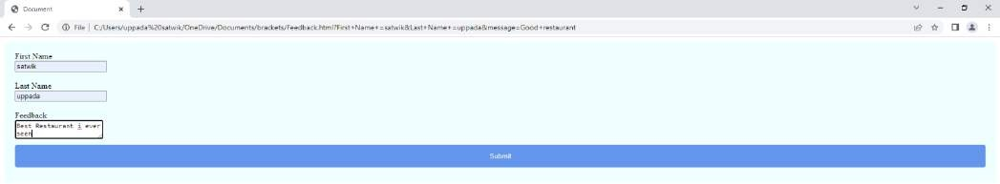 Document
File C:/Users/uppada%20satwik/OneDrive/Documents/brackets/Feedback.html?First+Name+=satwik&Last+Name+=uppada&message=Good+restaurant
First Name
satwik
Last Name
uppada
Feedback
Best Restaurant i ever
seen
Submit